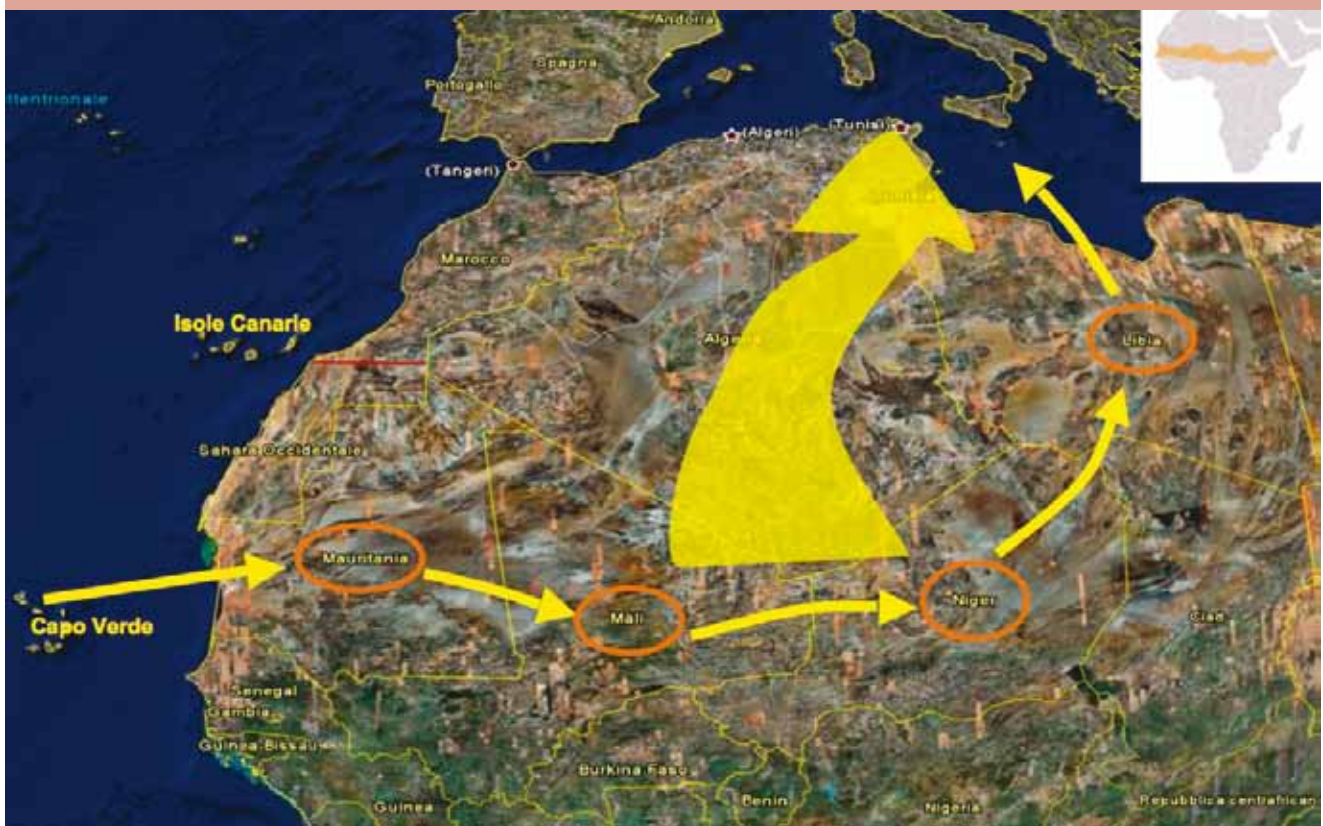 Andorra
Spagna
Portogallo
ttentrionale
(Algeri)
(Tunisi)
(Tangeri)
Marocco
Isole Canarie
Algeria
Libia
Sahara Occidentale
Mauritania
Niger
Mali
Ciad
Capo Verde
Senegal
Gambia
Guinea-Bissau
Burkina Faso
Guinea
Benin
Nigeria
Repubblica centrafrican